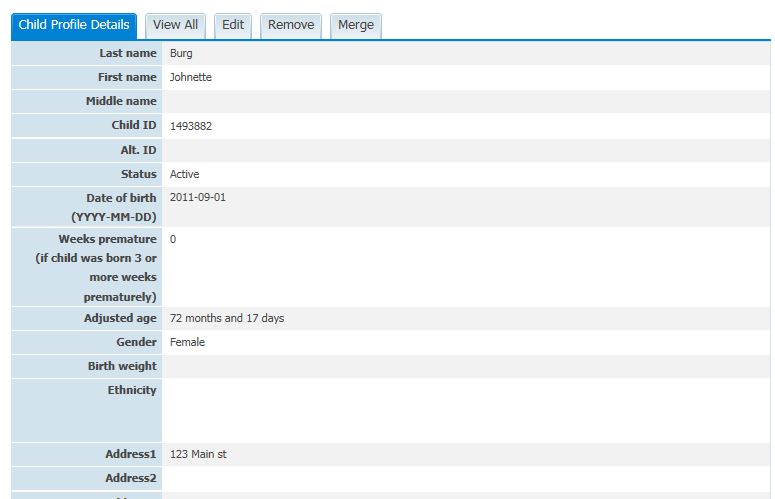 Child Profile Details View All Edit Remove Merge
Last name Burg
First name Johnette
Middle name
Child ID 1493882
Alt. ID
Status Active
Date of birth 2011-09-01
(YYYY-MM-DD)
Weeks premature 0
(if child was born 3 or
more weeks
prematurely)
Adjusted age 72 months and 17 days
Gender Female
Birth weight
Ethnicity
Address1 123 Main st
Address2